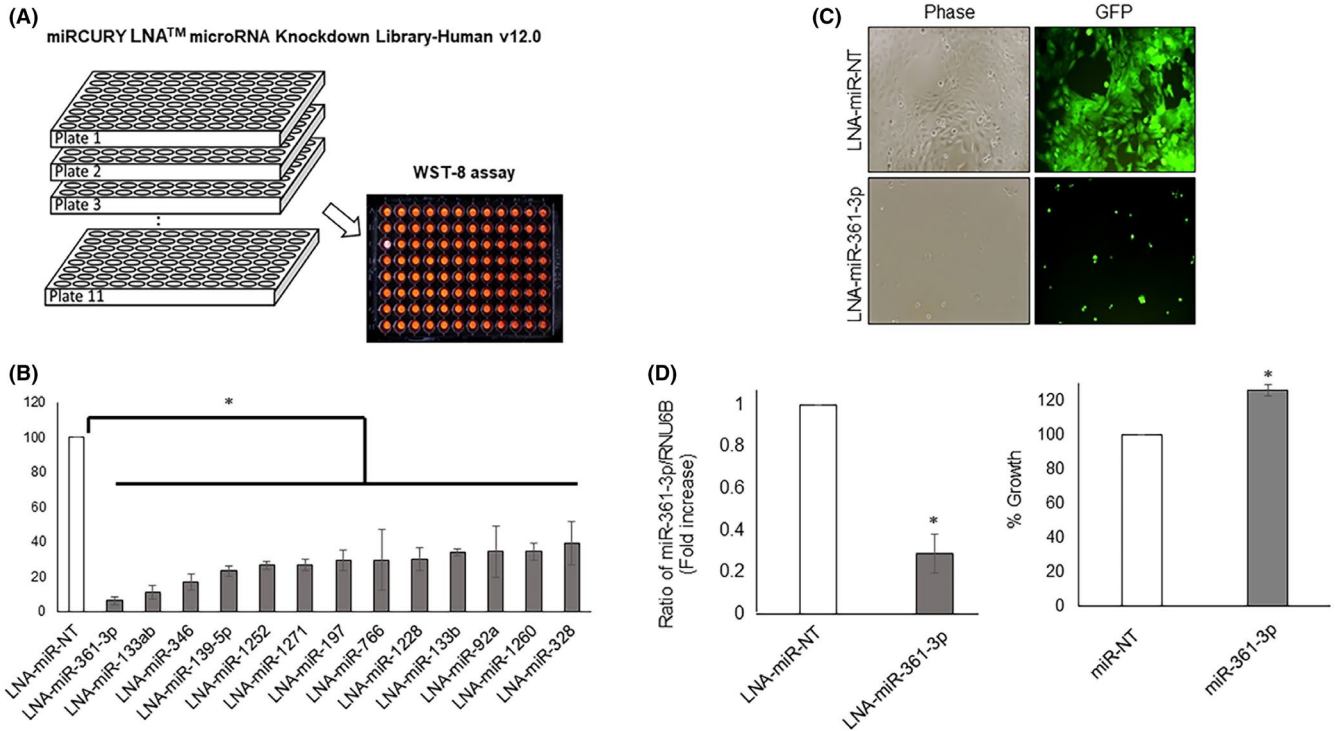 (A)
miRCURY LNA™ microRNA Knockdown Library-Human v12.0
Plate 1
Plate 2
Plate 3
⋮
Plate 11
WST-8 assay
(B)
120
100
80
60
40
20
0
*
LNA-miR-NT
LNA-miR-361-3p
LNA-miR-133ab
LNA-miR-346
LNA-miR-139-5p
LNA-miR-1252
LNA-miR-1271
LNA-miR-197
LNA-miR-766
LNA-miR-1228
LNA-miR-133b
LNA-miR-92a
LNA-miR-1260
LNA-miR-328
(C)
Phase GFP
LNA-miR-NT
LNA-miR-361-3p
(D)
Ratio of miR-361-3p/RNU6B
(Fold increase)
1
0.8
0.6
0.4
0.2
0
*
LNA-miR-NT
LNA-miR-361-3p
% Growth
120
100
80
60
40
20
0
*
miR-NT
miR-361-3p